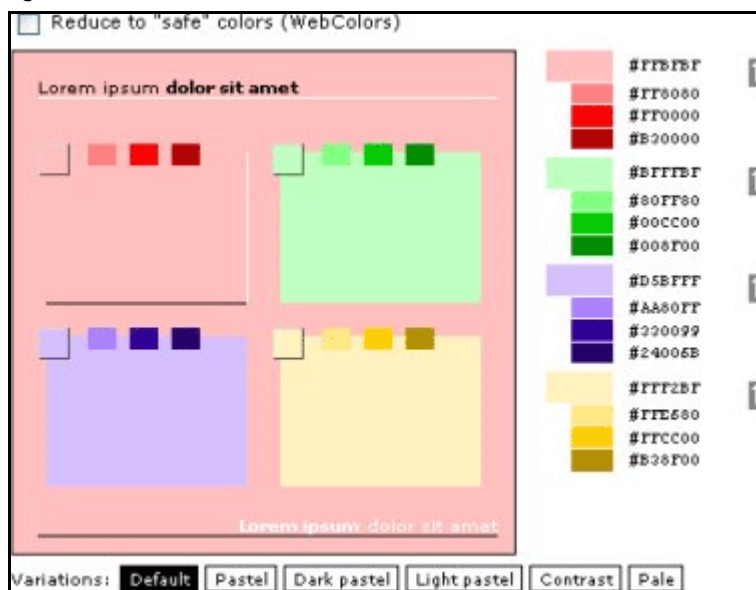 Reduce to "safe" colors (WebColors)
Lorem ipsum dolor sit amet
#FFBFBF
#FF8080
#FF0000
#B30000
#BFFFBF
#80FF80
#00CC00
#008F00
#D5BFFF
#AA80FF
#330099
#24006B
#FFF2BF
#FFE680
#FFCC00
#B38F00
Lorem ipsum dolor sit amet
Variations: Default Pastel Dark pastel Light pastel Contrast Pale